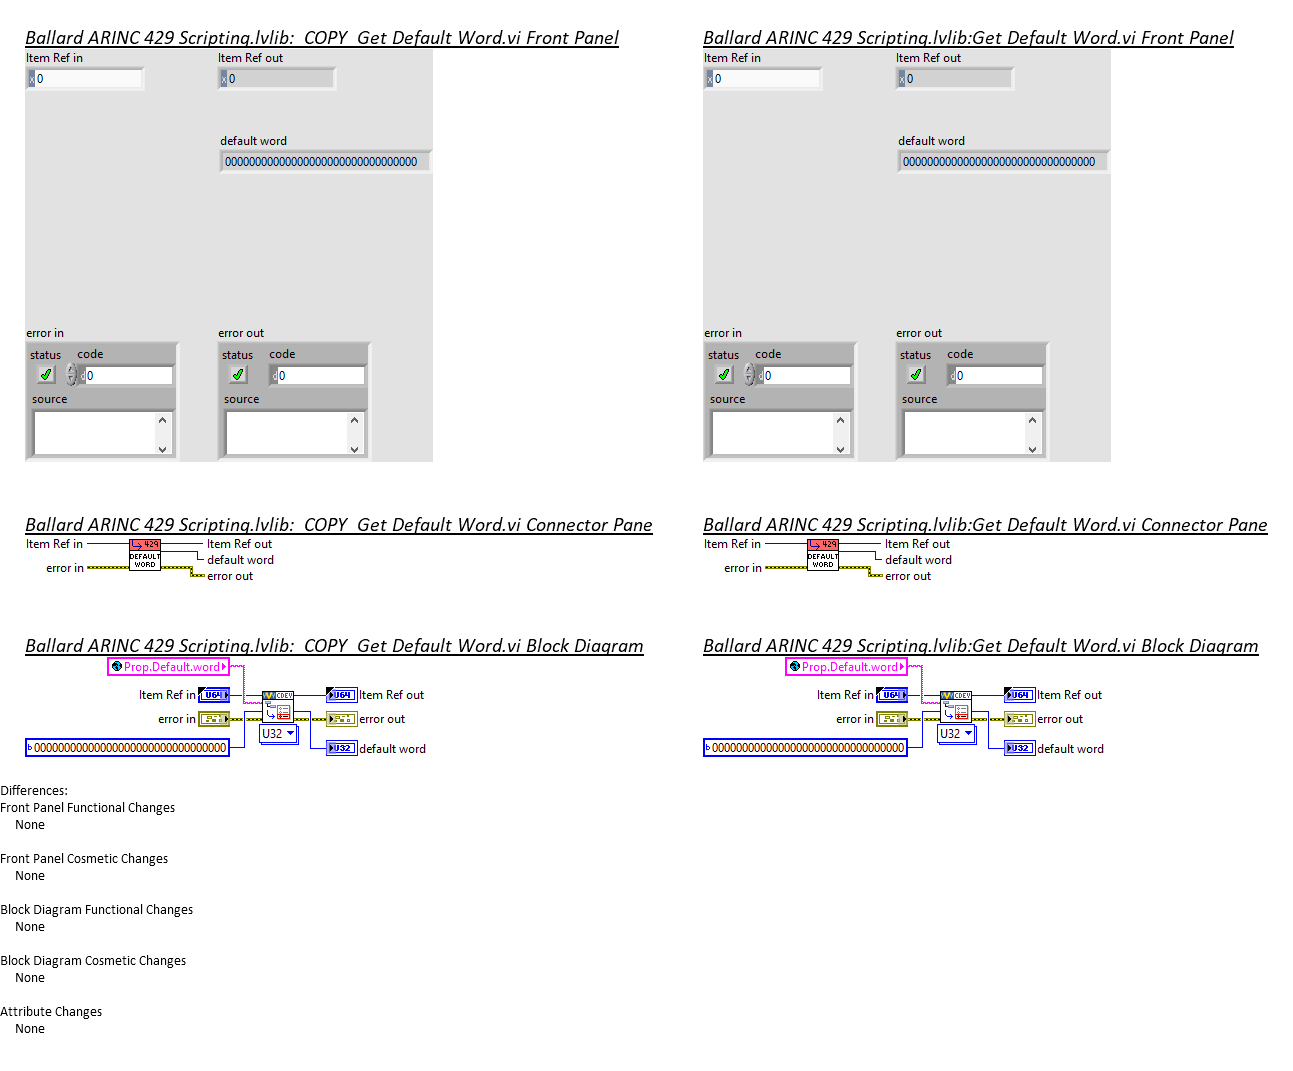 Ballard ARINC 429 Scripting.lvlib:  COPY  Get Default Word.vi Front Panel
Item Ref in
Item Ref out
x 0
x 0
default word
00000000000000000000000000000000
error in
error out
status code
status code
d 0
d 0
source
source
Ballard ARINC 429 Scripting.lvlib:Get Default Word.vi Front Panel
Item Ref in
Item Ref out
x 0
x 0
default word
00000000000000000000000000000000
error in
error out
status code
status code
d 0
d 0
source
source
Ballard ARINC 429 Scripting.lvlib:  COPY  Get Default Word.vi Connector Pane
Item Ref in
429
Item Ref out
DEFAULT
WORD
default word
error in
error out
Ballard ARINC 429 Scripting.lvlib:Get Default Word.vi Connector Pane
Item Ref in
429
Item Ref out
DEFAULT
WORD
default word
error in
error out
Ballard ARINC 429 Scripting.lvlib:  COPY  Get Default Word.vi Block Diagram
Prop.Default.word
Item Ref in
U64
CDEV
U64
Item Ref out
error in
error out
U32
b 00000000000000000000000000000000
U32
default word
Ballard ARINC 429 Scripting.lvlib:Get Default Word.vi Block Diagram
Prop.Default.word
Item Ref in
U64
CDEV
U64
Item Ref out
error in
error out
U32
b 00000000000000000000000000000000
U32
default word
Differences:
Front Panel Functional Changes
None
Front Panel Cosmetic Changes
None
Block Diagram Functional Changes
None
Block Diagram Cosmetic Changes
None
Attribute Changes
None